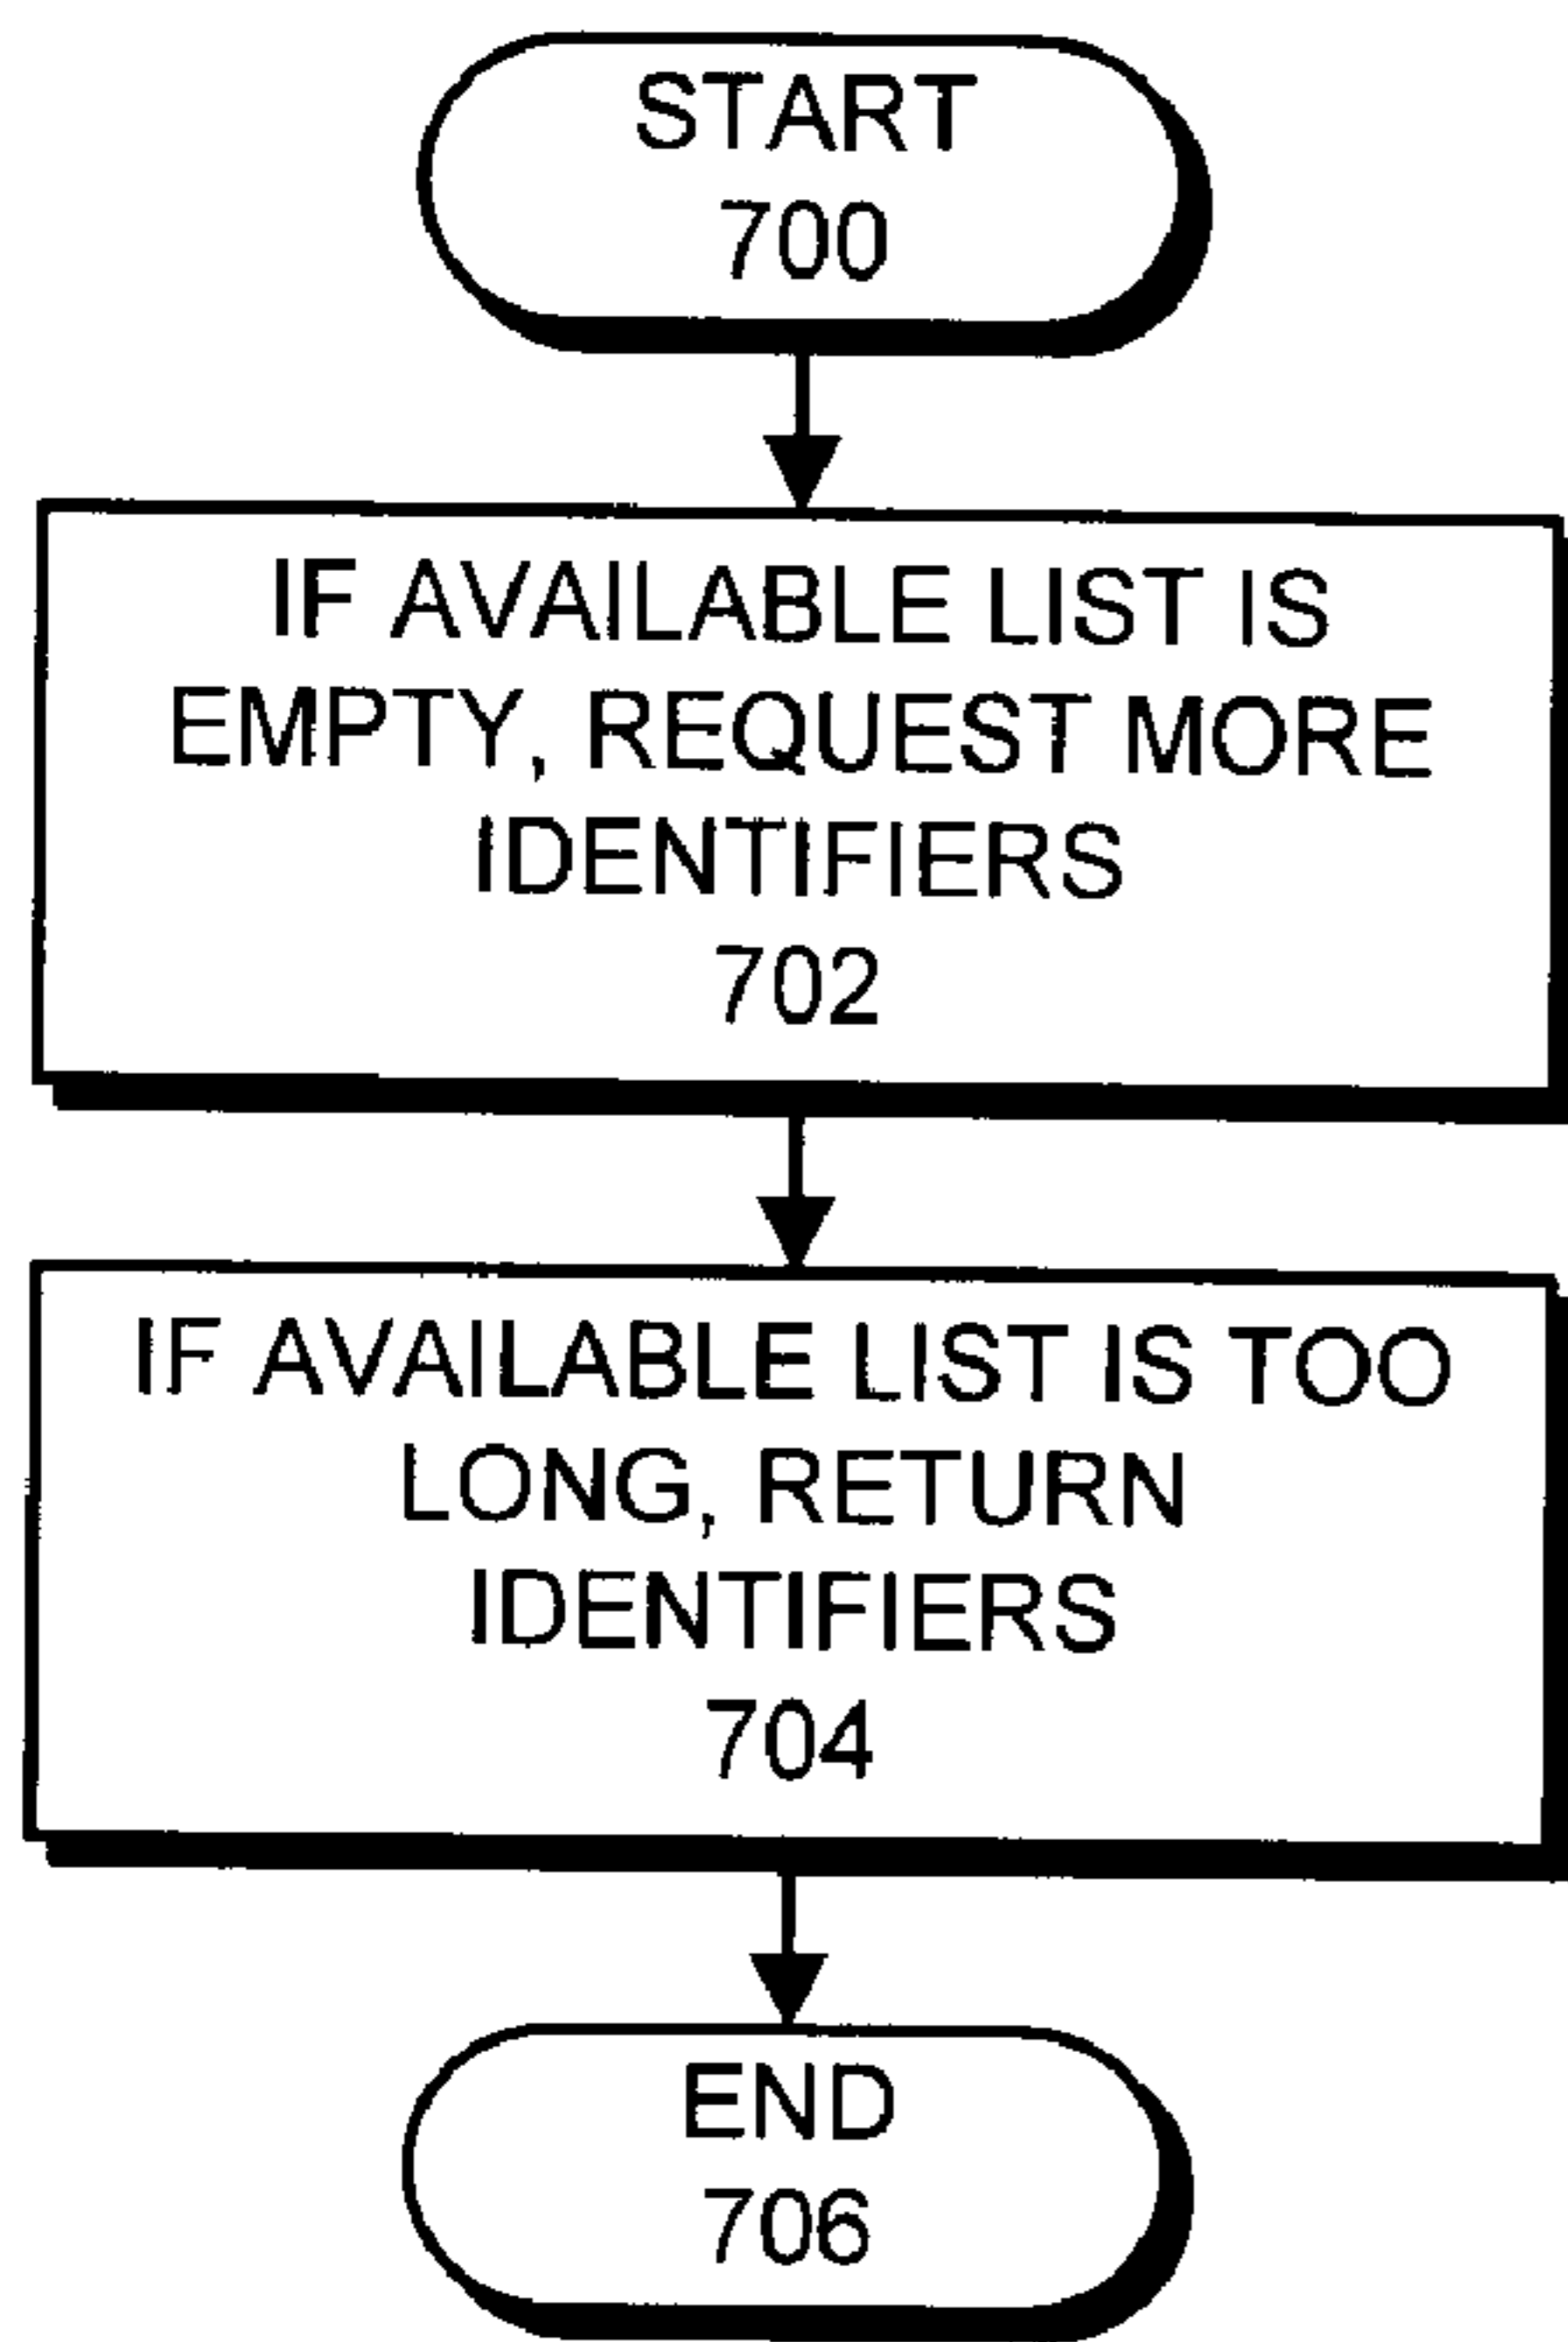 START
700
IF AVAILABLE LIST IS
EMPTY, REQUEST MORE
IDENTIFIERS
702
IF AVAILABLE LIST IS TOO
LONG, RETURN
IDENTIFIERS
704
END
706